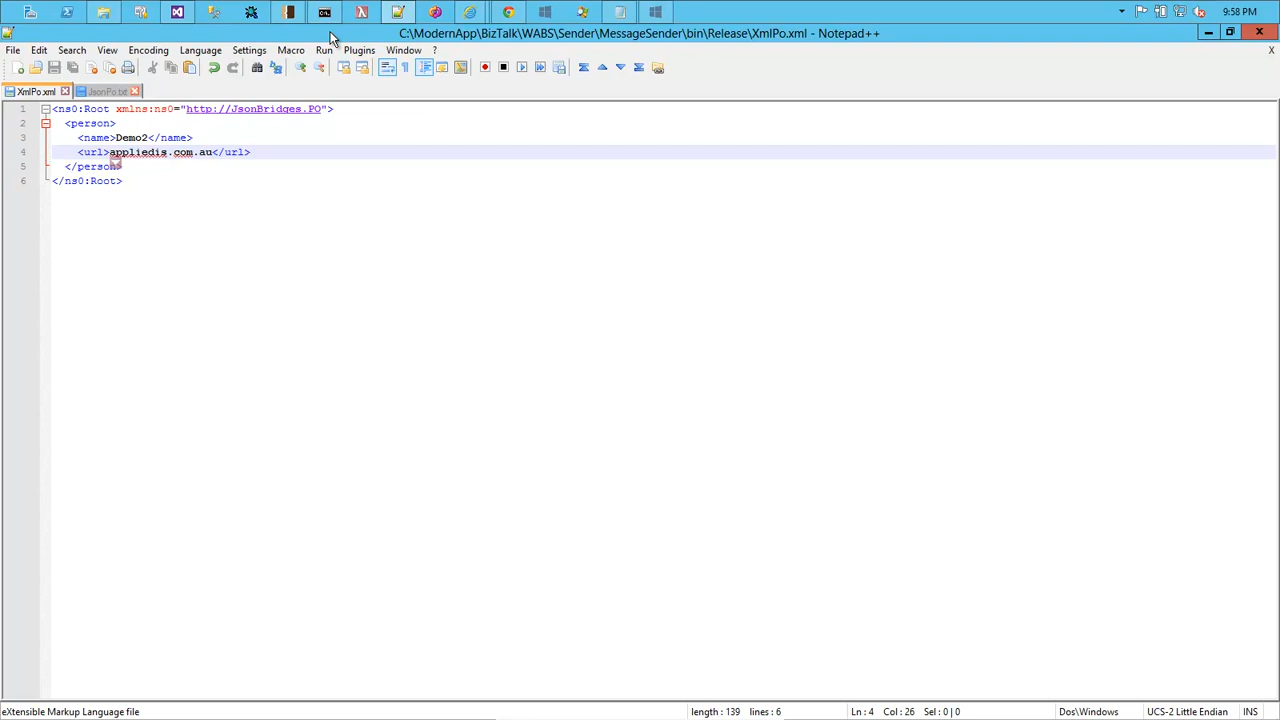 9:58 PM
C:\ModernApp\BizTalk\WABS\Sender\MessageSender\bin\Release\XmlPo.xml - Notepad++
File Edit Search View Encoding Language Settings Macro Run Plugins Window ? X
XmlPo.xml JsonPo.txt
1 <ns0:Root xmlns:ns0="http://JsonBridges.PO">
2 <person>
3 <name>Demo2</name>
4 <url>appliedis.com.au</url>
5 </person>
6 </ns0:Root>
eXtensible Markup Language file length : 139 lines : 6 Ln : 4 Col : 26 Sel : 0 | 0 Dos\Windows UCS-2 Little Endian INS